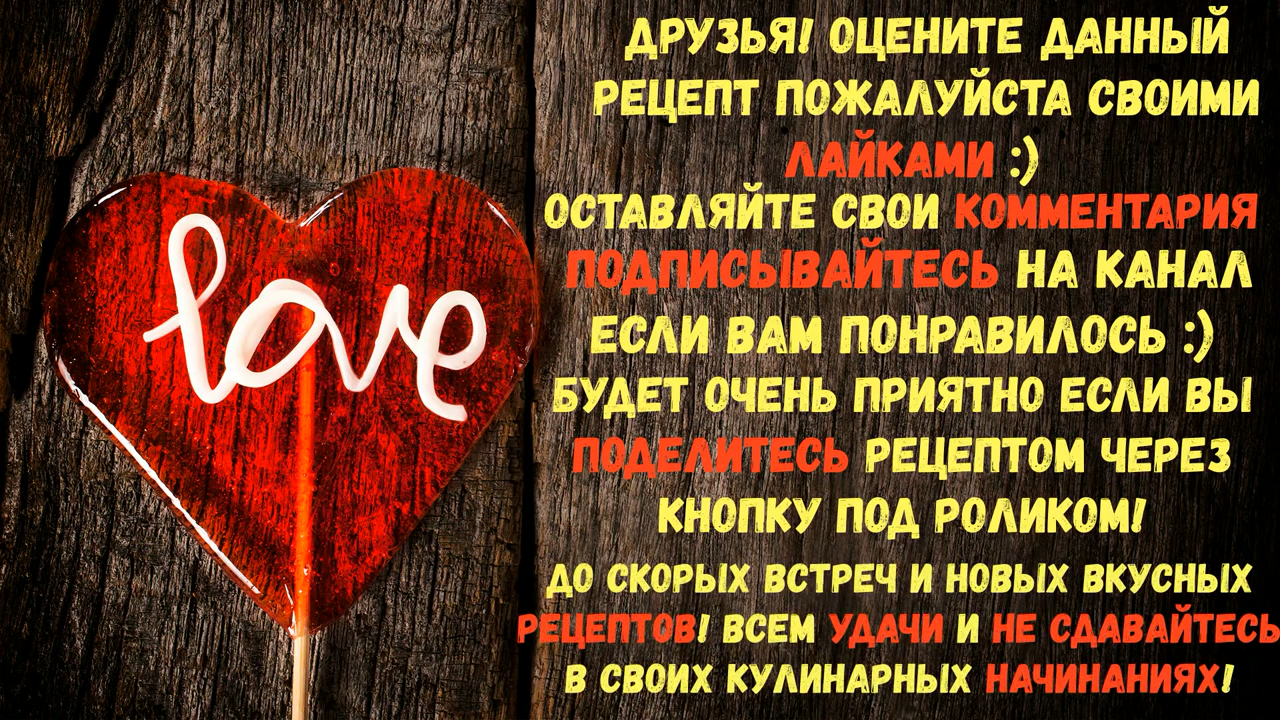 love
ДРУЗЬЯ! ОЦЕНИТЕ ДАННЫЙ
РЕЦЕПТ ПОЖАЛУЙСТА СВОИМИ
ЛАЙКАМИ :)
ОСТАВЛЯЙТЕ СВОИ КОММЕНТАРИЯ
ПОДПИСЫВАЙТЕСЬ НА КАНАЛ
ЕСЛИ ВАМ ПОНРАВИЛОСЬ :)
БУДЕТ ОЧЕНЬ ПРИЯТНО ЕСЛИ ВЫ
ПОДЕЛИТЕСЬ РЕЦЕПТОМ ЧЕРЕЗ
КНОПКУ ПОД РОЛИКОМ!
ДО СКОРЫХ ВСТРЕЧ И НОВЫХ ВКУСНЫХ
РЕЦЕПТОВ! ВСЕМ УДАЧИ И НЕ СДАВАЙТЕСЬ
В СВОИХ КУЛИНАРНЫХ НАЧИНАНИЯХ!